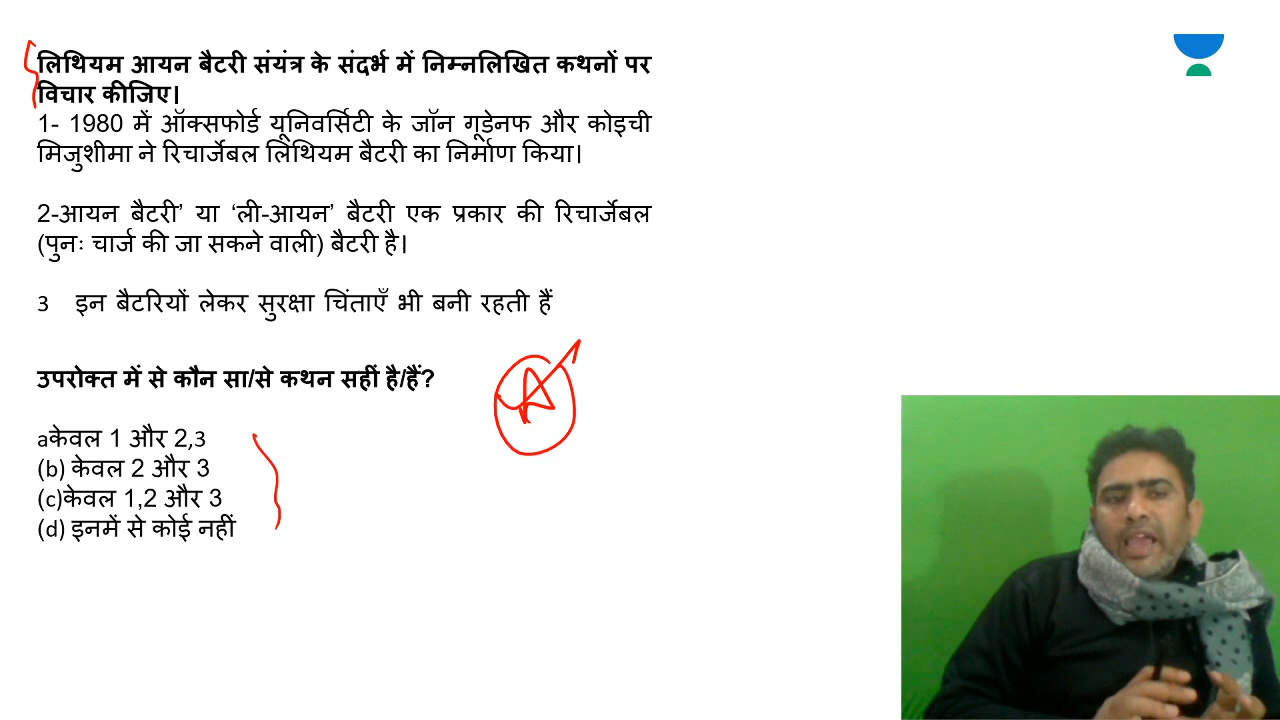 लिथियम आयन बैटरी संयंत्र के संदर्भ में निम्नलिखित कथनों पर
विचार कीजिए।
1- 1980 में ऑक्सफोर्ड यूनिवर्सिटी के जॉन गूडेनफ और कोइची
मिजुशीमा ने रिचार्जेबल लिथियम बैटरी का निर्माण किया।
2-आयन बैटरी’ या ‘ली-आयन’ बैटरी एक प्रकार की रिचार्जेबल
(पुनः चार्ज की जा सकने वाली) बैटरी है।
3 इन बैटरियों लेकर सुरक्षा चिंताएँ भी बनी रहती हैं
उपरोक्त में से कौन सा/से कथन सहीं है/हैं?
A
aकेवल 1 और 2,3
(b) केवल 2 और 3
(c)केवल 1,2 और 3
(d) इनमें से कोई नहीं